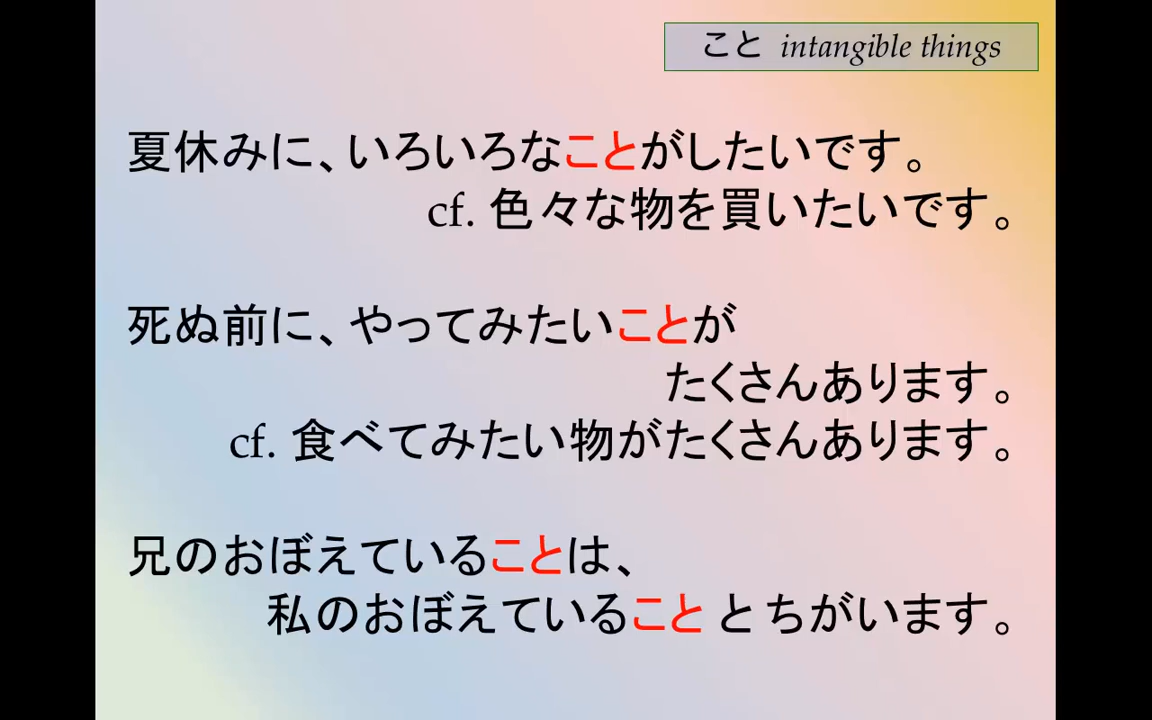 こと intangible things
夏休みに、いろいろなことがしたいです。
cf. 色々な物を買いたいです。
死ぬ前に、やってみたいことが
たくさんあります。
cf. 食べてみたい物がたくさんあります。
兄のおぼえていることは、
私のおぼえていること とちがいます。